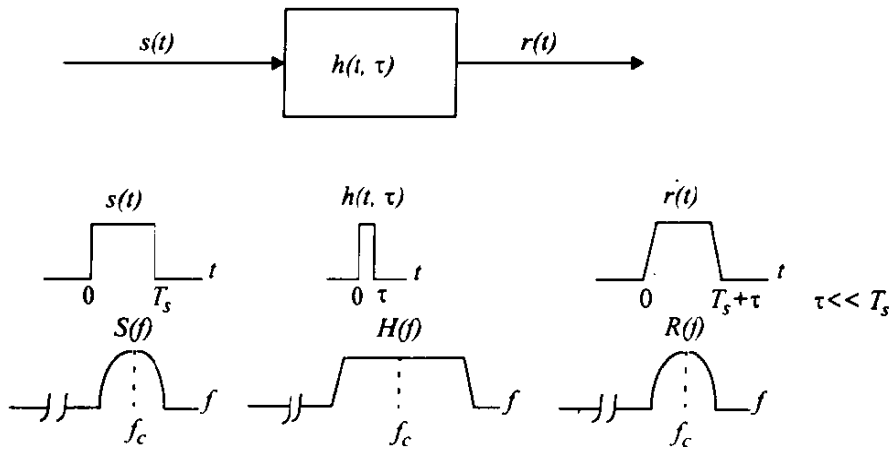 s(t) h(t, τ) r(t)
s(t) h(t, τ) r(t)
t t t
0 T_s 0 τ 0 T_s+τ τ<< T_s
S(f) H(f) R(f)
f f f
f_c f_c f_c